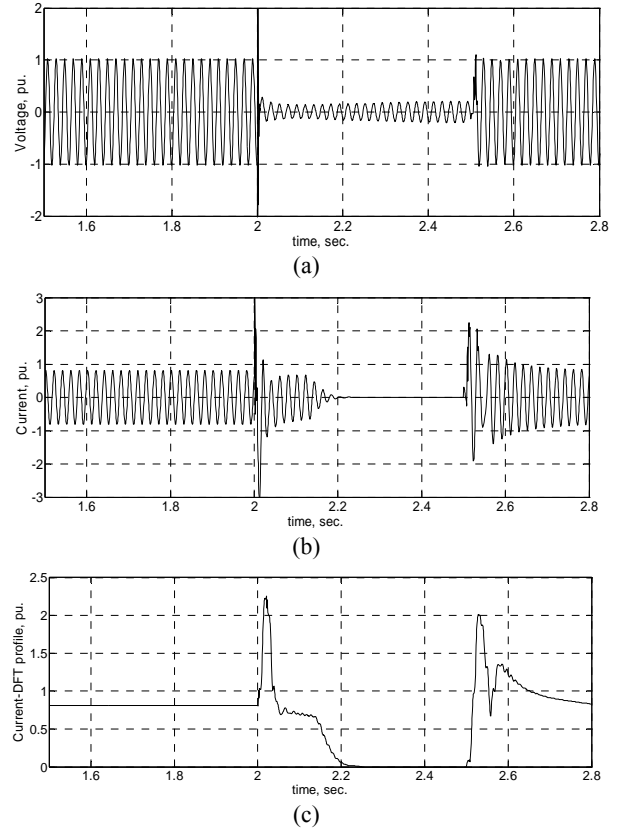 2
1
0
-1
-2
Voltage, pu.
1.6 1.8 2 2.2 2.4 2.6 2.8
time, sec.
(a)
3
2
1
0
-1
-2
-3
Current, pu.
1.6 1.8 2 2.2 2.4 2.6 2.8
time, sec.
(b)
2.5
2
1.5
1
0.5
0
Current-DFT profile, pu.
1.6 1.8 2 2.2 2.4 2.6 2.8
time, sec.
(c)